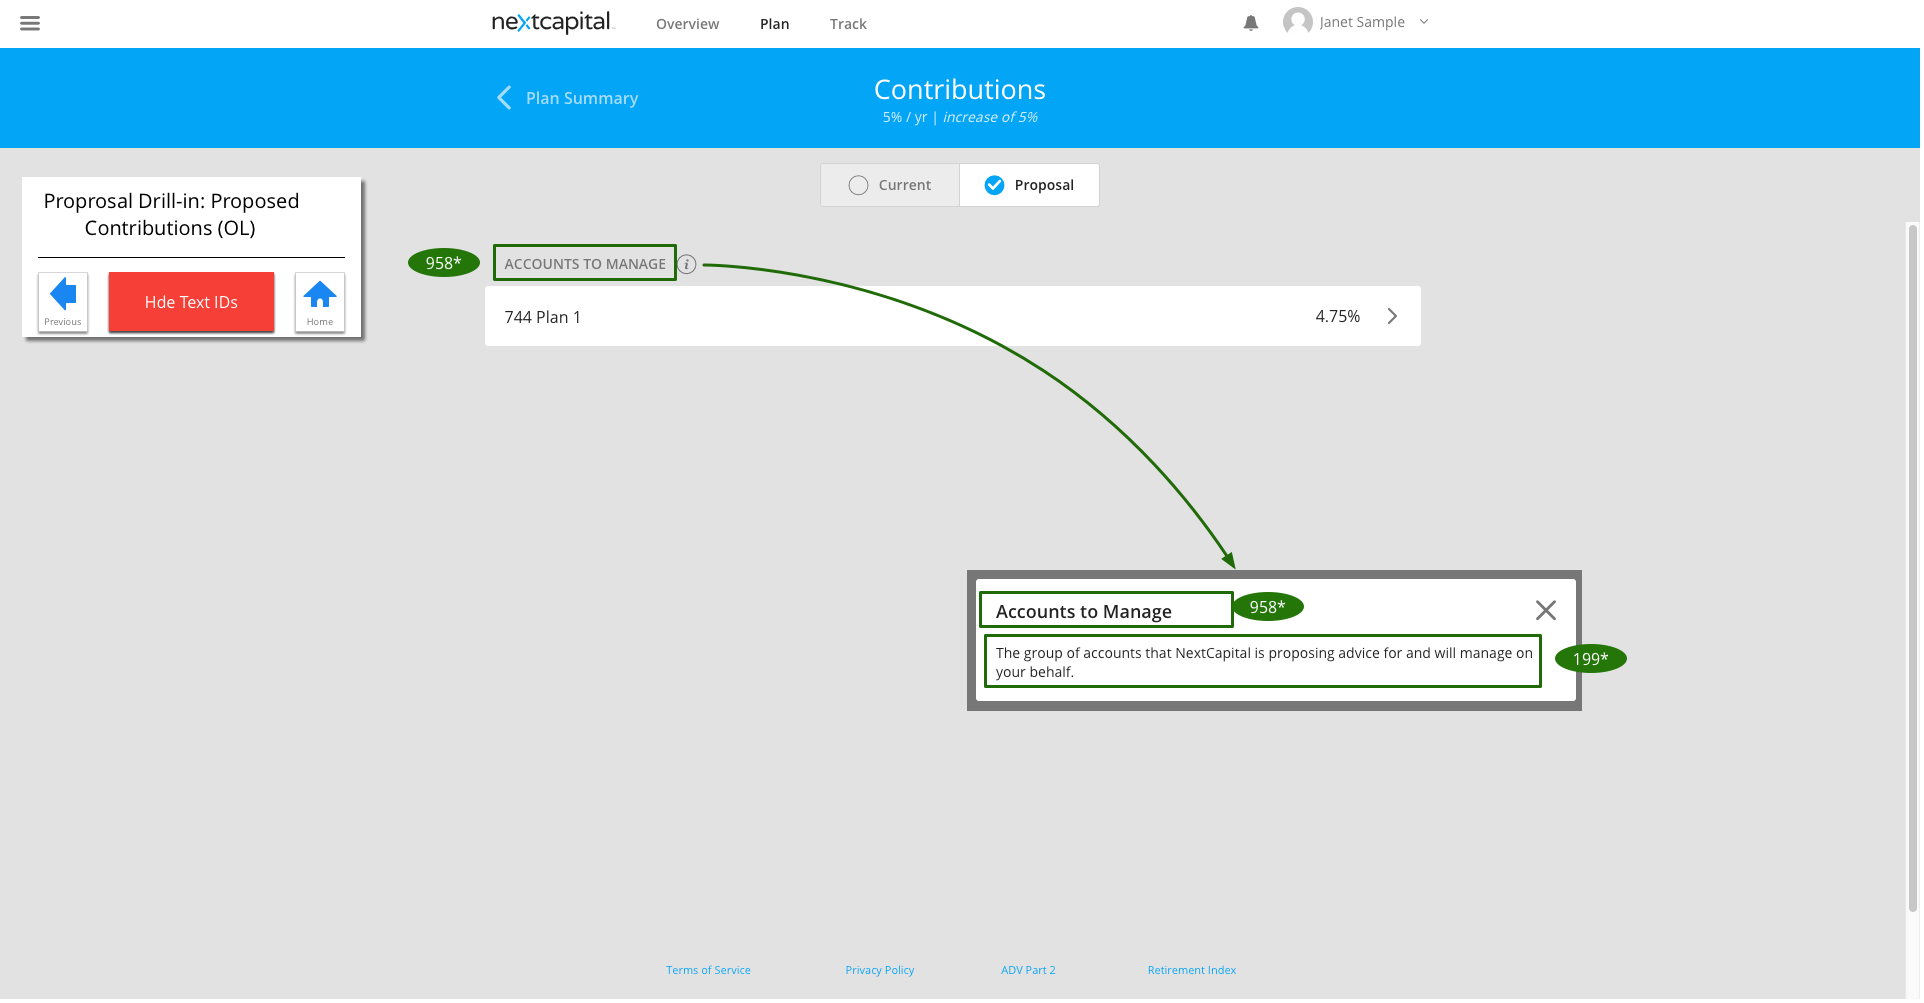 nextcapital
Overview
Plan
Track
Janet Sample
Plan Summary
Contributions
5% / yr | increase of 5%
Current
Proposal
Proprosal Drill-in: Proposed
Contributions (OL)
Previous
Hde Text IDs
Home
958*
ACCOUNTS TO MANAGE
i
744 Plan 1
4.75%
Accounts to Manage
958*
The group of accounts that NextCapital is proposing advice for and will manage on
your behalf.
199*
Terms of Service
Privacy Policy
ADV Part 2
Retirement Index